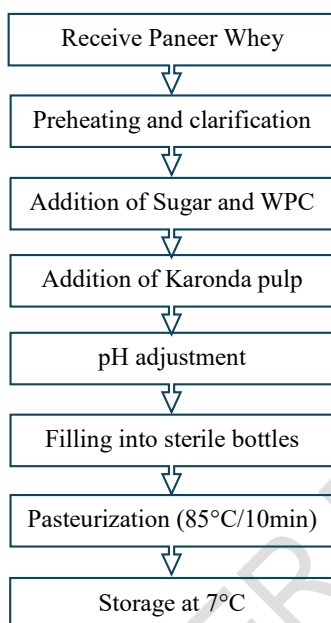 Receive Paneer Whey
Preheating and clarification
Addition of Sugar and WPC
Addition of Karonda pulp
pH adjustment
Filling into sterile bottles
Pasteurization (85°C/10min)
Storage at 7°C